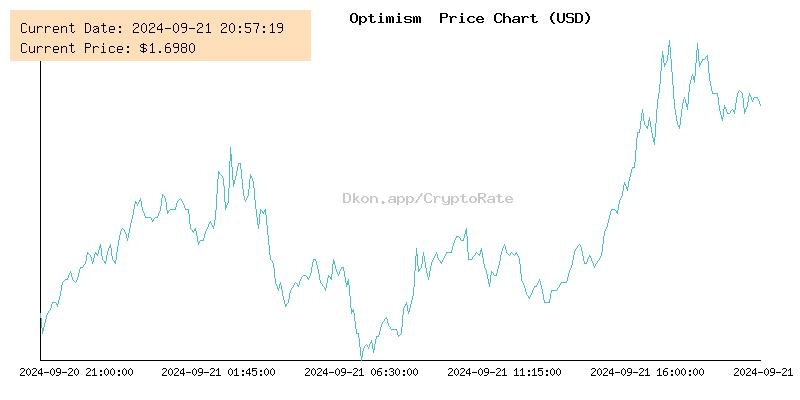 Optimism  Price Chart (USD)
Current Date: 2024-09-21 20:57:19
Current Price: $1.6980
Dkon.app/CryptoRate
2024-09-20 21:00:00 2024-09-21 01:45:00 2024-09-21 06:30:00 2024-09-21 11:15:00 2024-09-21 16:00:00 2024-09-21